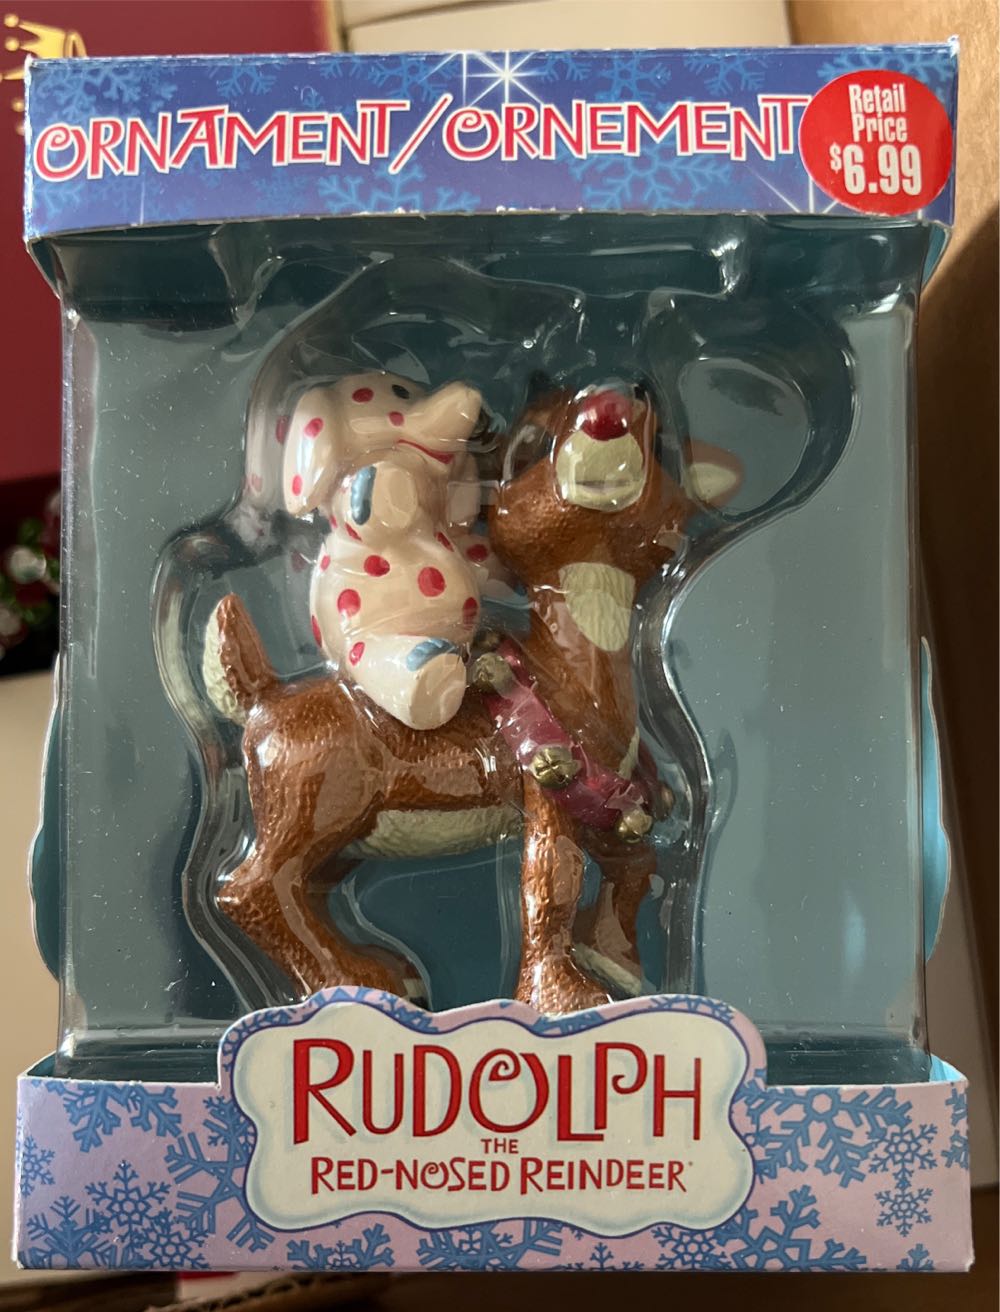 ORNAMENT/ORNEMENT
Retail
Price
$6.99
RUDOLPH
THE
RED-NOSED REINDEER